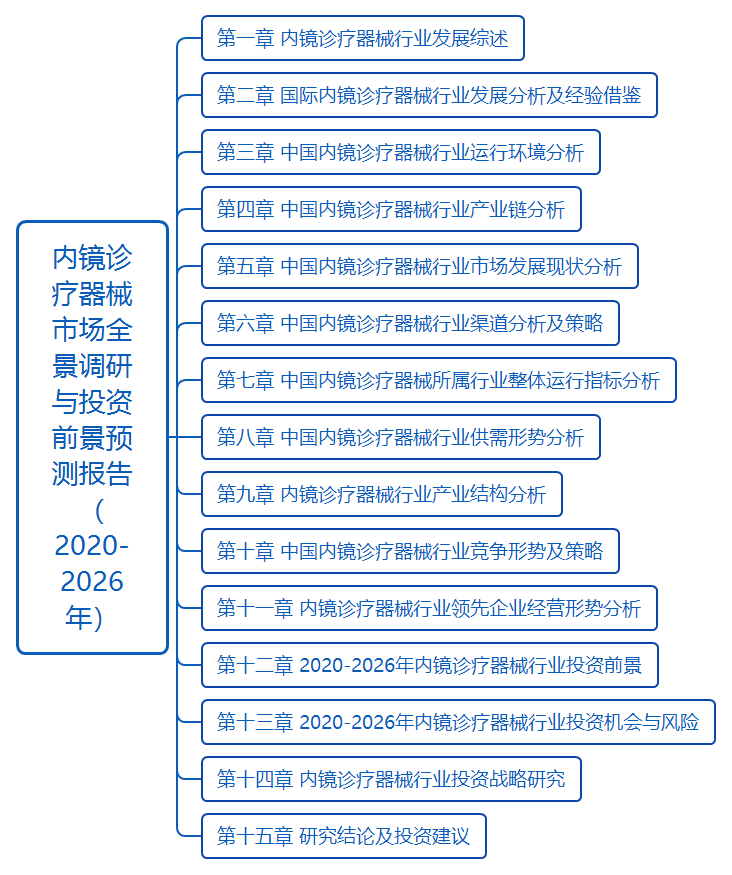 内镜诊
疗器械
市场全
景调研
与投资
前景预
测报告
（
2020-
2026
年）
第一章 内镜诊疗器械行业发展综述
第二章 国际内镜诊疗器械行业发展分析及经验借鉴
第三章 中国内镜诊疗器械行业运行环境分析
第四章 中国内镜诊疗器械行业产业链分析
第五章 中国内镜诊疗器械行业市场发展现状分析
第六章 中国内镜诊疗器械行业渠道分析及策略
第七章 中国内镜诊疗器械所属行业整体运行指标分析
第八章 中国内镜诊疗器械行业供需形势分析
第九章 内镜诊疗器械行业产业结构分析
第十章 中国内镜诊疗器械行业竞争形势及策略
第十一章 内镜诊疗器械行业领先企业经营形势分析
第十二章 2020-2026年内镜诊疗器械行业投资前景
第十三章 2020-2026年内镜诊疗器械行业投资机会与风险
第十四章 内镜诊疗器械行业投资战略研究
第十五章 研究结论及投资建议